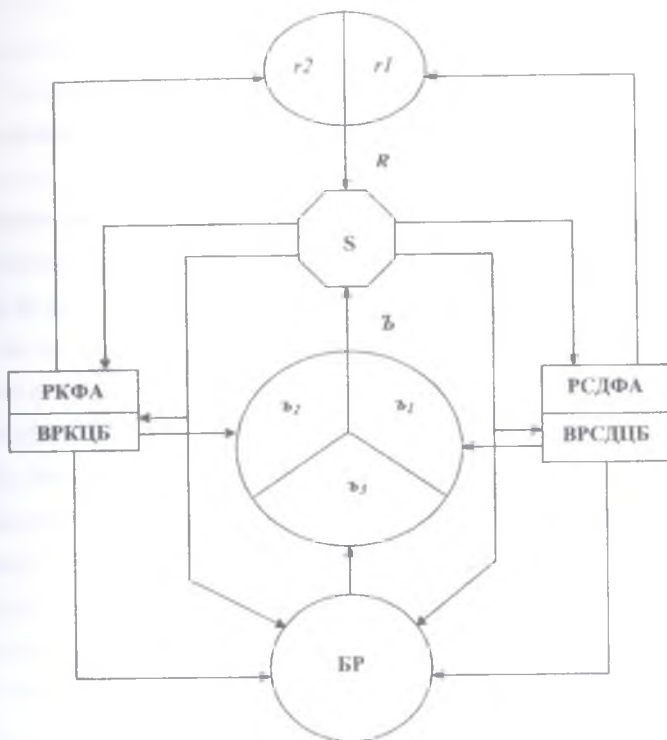 r2 r1
R
S
Ъ
РКФА РСДФА
ВРКЦБ ВРСДЦБ
ъ2 ъ1
ъ3
БР